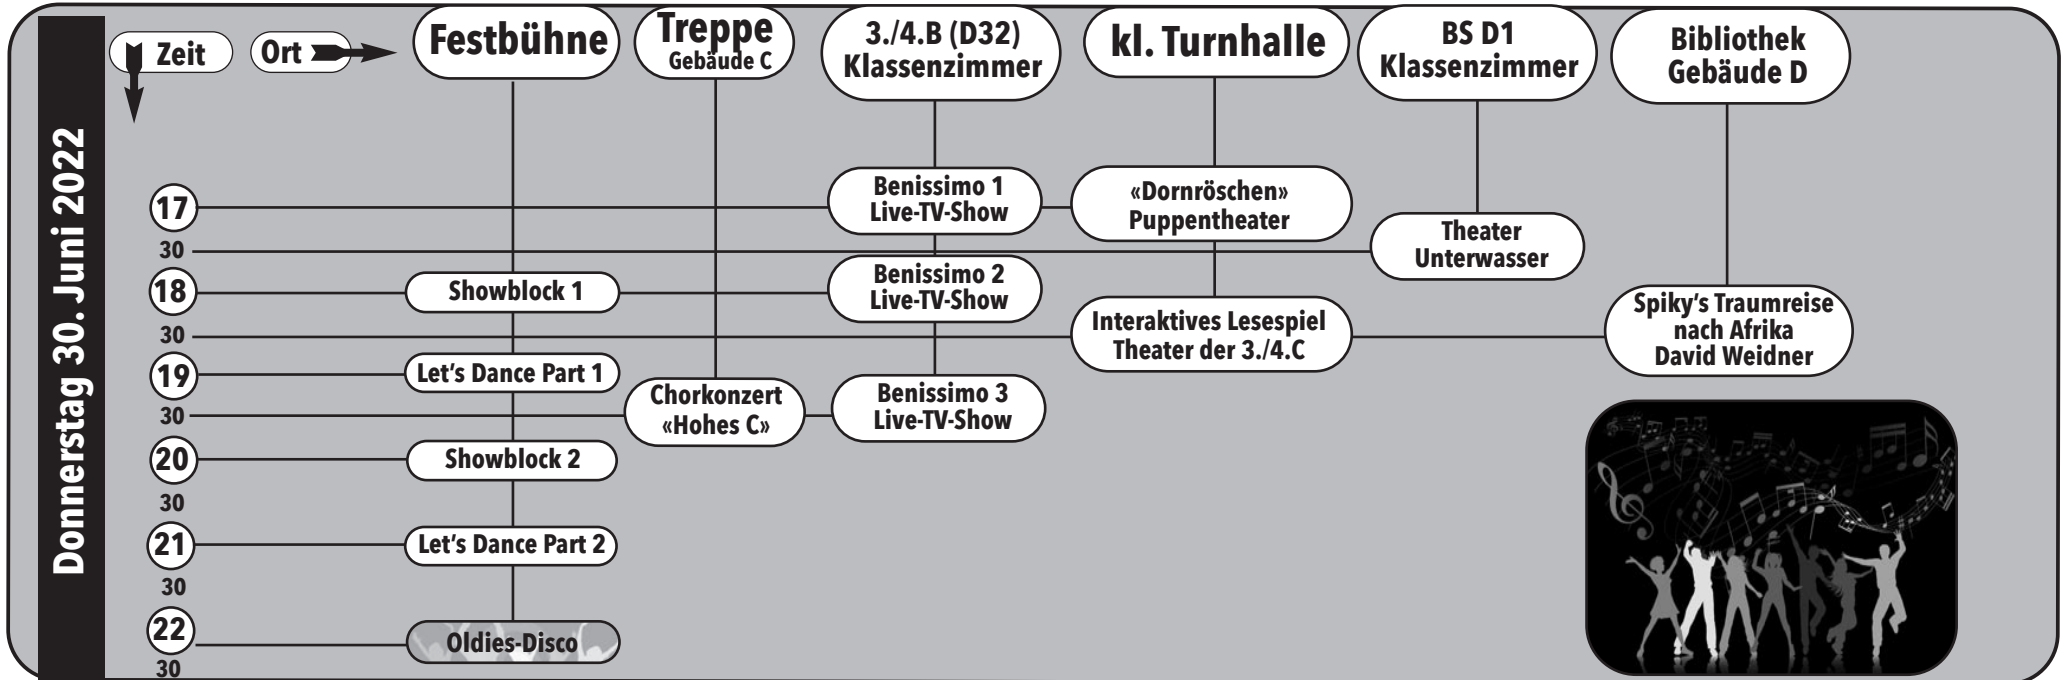 Donnerstag 30. Juni 2022
Zeit
Ort
Festbühne
Treppe
Gebäude C
3./4.B (D32)
Klassenzimmer
kl. Turnhalle
BS D1
Klassenzimmer
Bibliothek
Gebäude D
17
Benissimo 1
Live-TV-Show
«Dornröschen»
Puppentheater
30
Theater
Unterwasser
18
Showblock 1
Benissimo 2
Live-TV-Show
30
Interaktives Lesespiel
Theater der 3./4.C
Spiky’s Traumreise
nach Afrika
David Weidner
19
Let’s Dance Part 1
30
Chorkonzert
«Hohes C»
Benissimo 3
Live-TV-Show
20
Showblock 2
30
21
Let’s Dance Part 2
30
22
Oldies-Disco
30